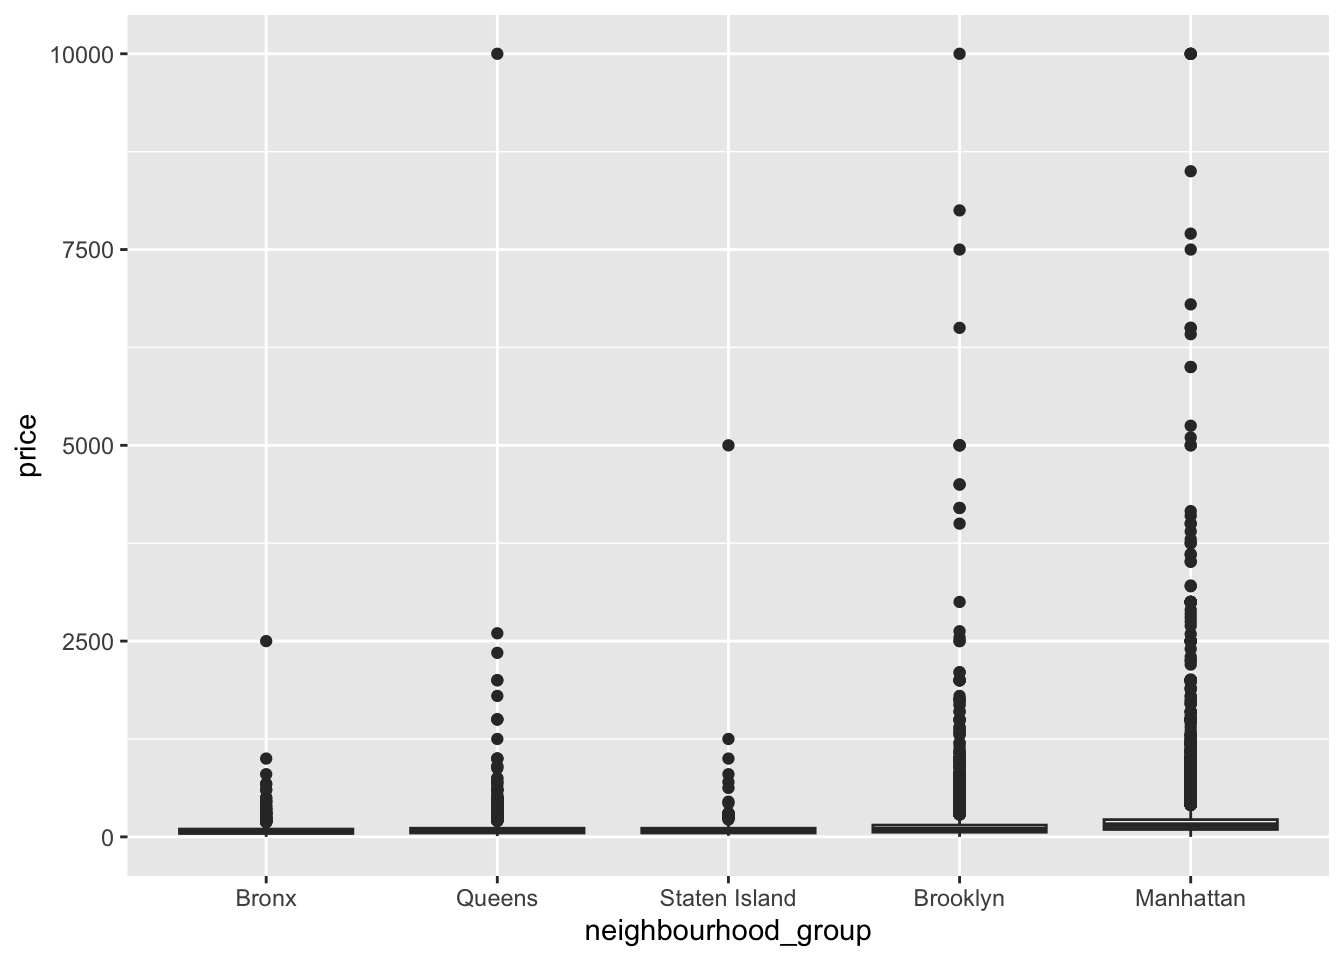 10000
7500
5000
2500
0
price
Bronx Queens Staten Island Brooklyn Manhattan
neighbourhood_group